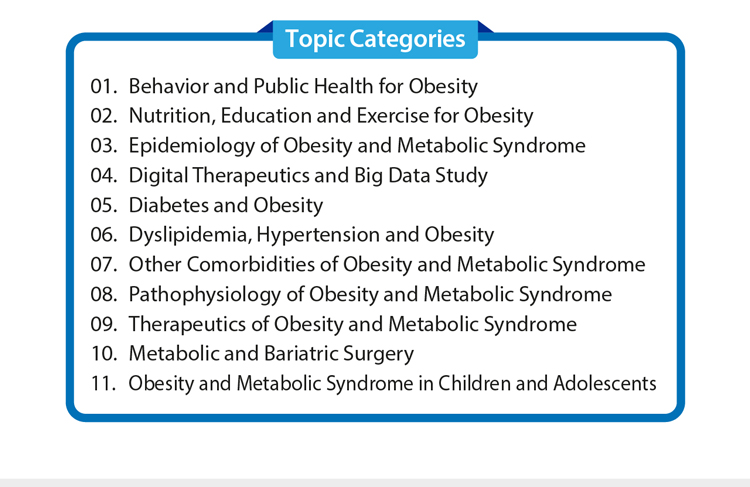 Topic Categories
01. Behavior and Public Health for Obesity
02. Nutrition, Education and Exercise for Obesity
03. Epidemiology of Obesity and Metabolic Syndrome
04. Digital Therapeutics and Big Data Study
05. Diabetes and Obesity
06. Dyslipidemia, Hypertension and Obesity
07. Other Comorbidities of Obesity and Metabolic Syndrome
08. Pathophysiology of Obesity and Metabolic Syndrome
09. Therapeutics of Obesity and Metabolic Syndrome
10. Metabolic and Bariatric Surgery
11. Obesity and Metabolic Syndrome in Children and Adolescents